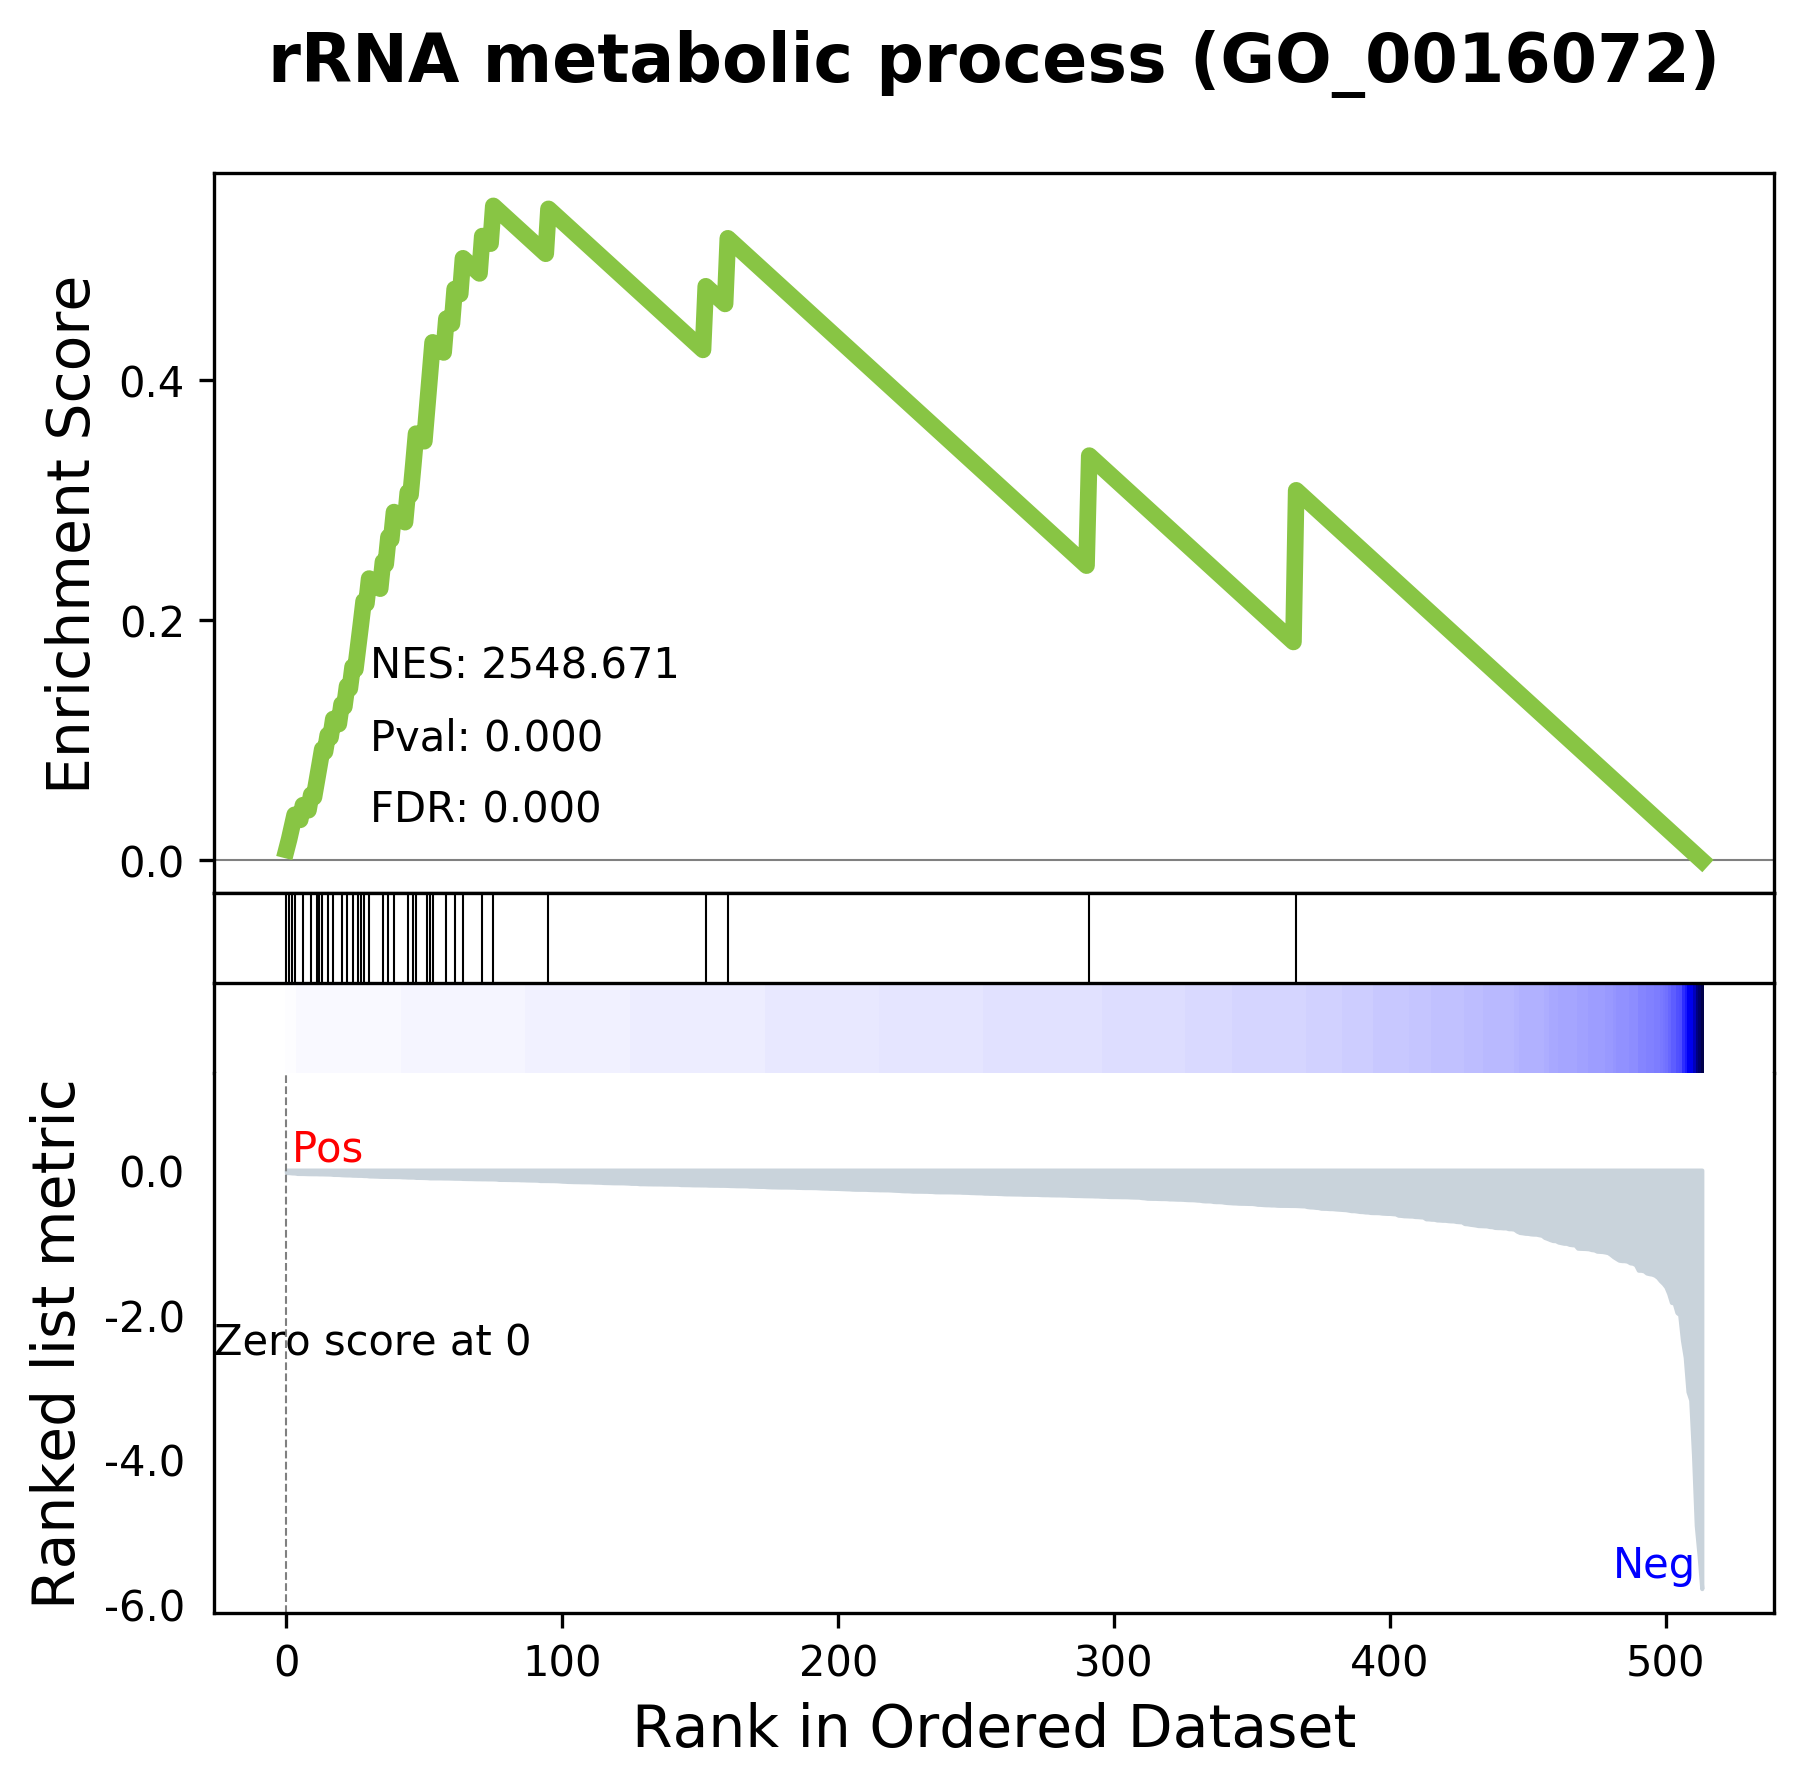 rRNA metabolic process (GO_0016072)
Enrichment Score
0.4
0.2
0.0
NES: 2548.671
Pval: 0.000
FDR: 0.000
Ranked list metric
0.0
-2.0
-4.0
-6.0
Pos
Zero score at 0
Neg
0 100 200 300 400 500
Rank in Ordered Dataset